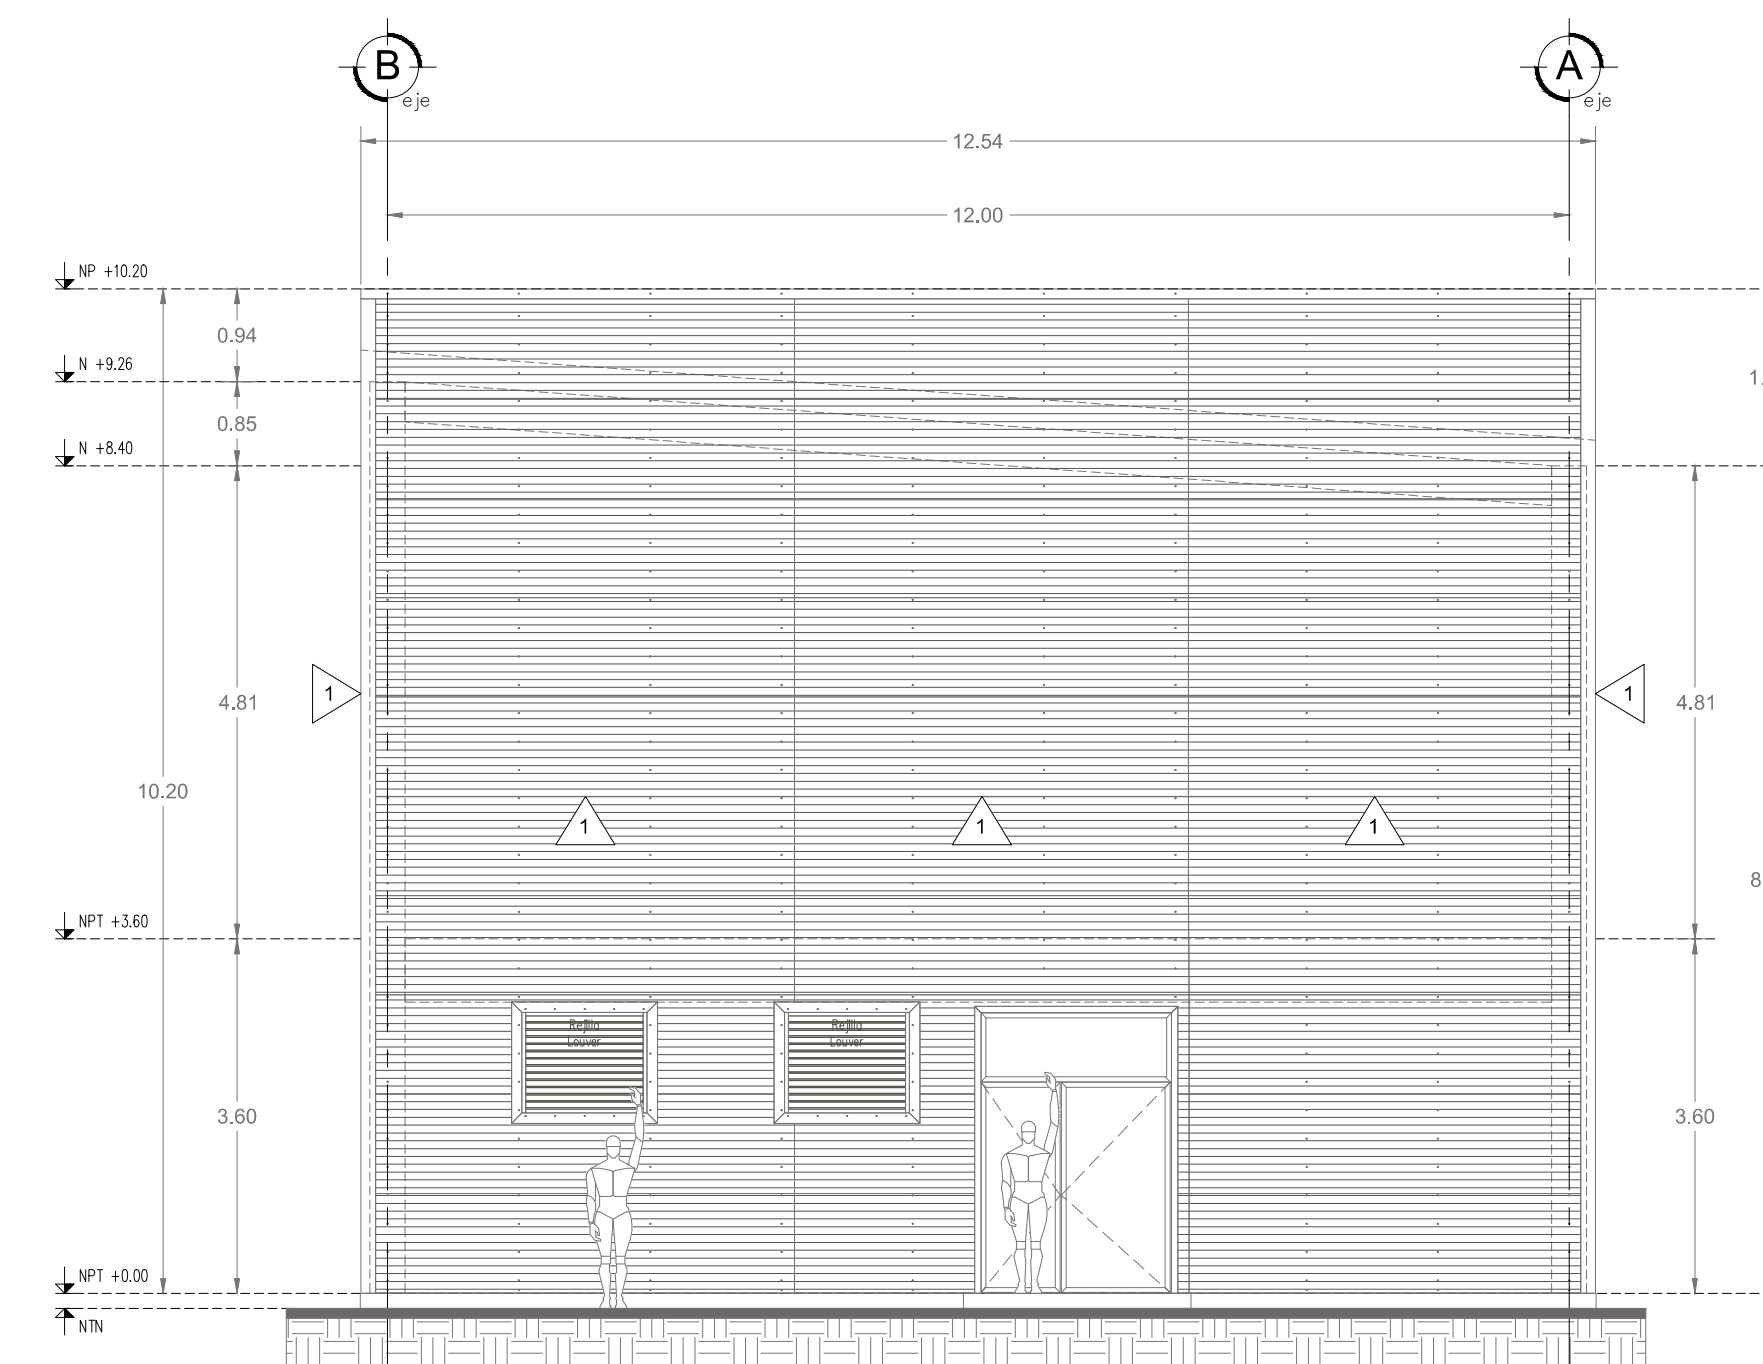 B
eje
A
eje
12.54
12.00
NP +10.20
0.94
N +9.26
1.
0.85
N +8.40
1
1
4.81
4.81
10.20
1
1
1
8
NPT +3.60
Rejilla
Louver
Rejilla
Louver
3.60
3.60
NPT +0.00
NTN